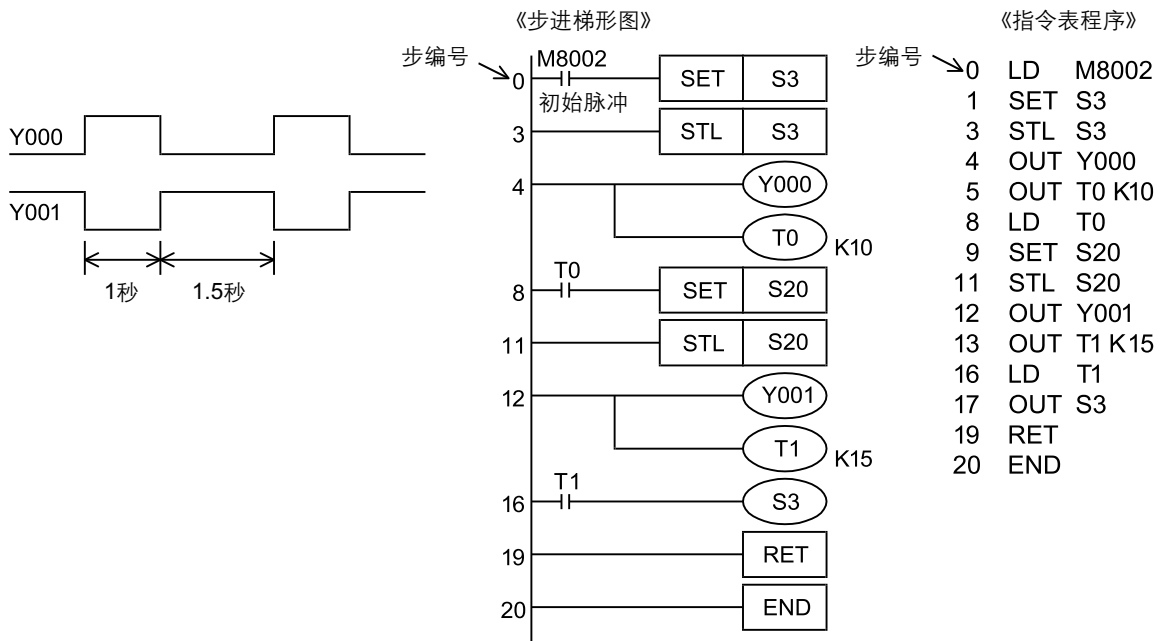 Y000
Y001
1秒
1.5秒
《步进梯形图》
步编号
0
M8002
SET
S3
初始脉冲
3
STL
S3
4
Y000
T0
K10
8
T0
SET
S20
11
STL
S20
12
Y001
T1
K15
16
T1
S3
19
RET
20
END
《指令表程序》
步编号
0 LD M8002
1 SET S3
3 STL S3
4 OUT Y000
5 OUT T0 K10
8 LD T0
9 SET S20
11 STL S20
12 OUT Y001
13 OUT T1 K15
16 LD T1
17 OUT S3
19 RET
20 END